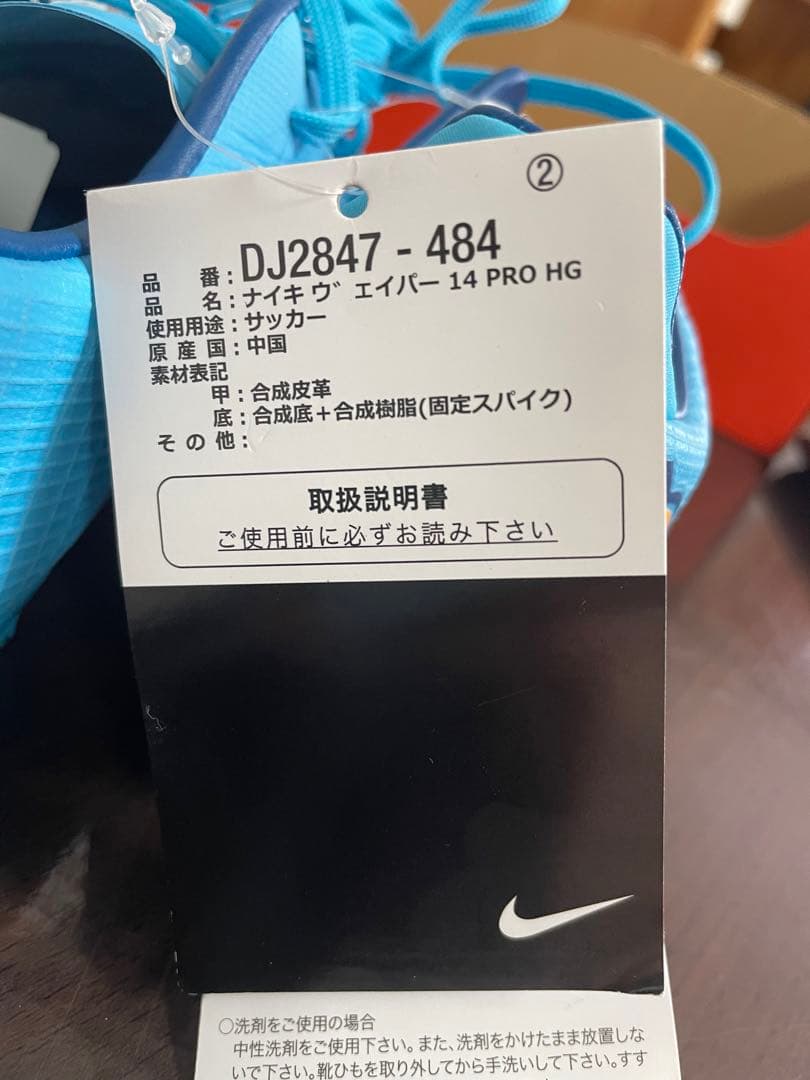 ②
品 番：DJ2847 - 484
品 名：ナイキ ヴェイパー 14 PRO HG
使用用途：サッカー
原 産 国：中国
素材表記
甲：合成皮革
底：合成底＋合成樹脂(固定スパイク)
そ の 他：
取扱説明書
ご使用前に必ずお読み下さい
○洗剤をご使用の場合
中性洗剤をご使用下さい。また、洗剤をかけたまま放置しな
いで下さい。靴ひもを取り外してから手洗いして下さい。すす